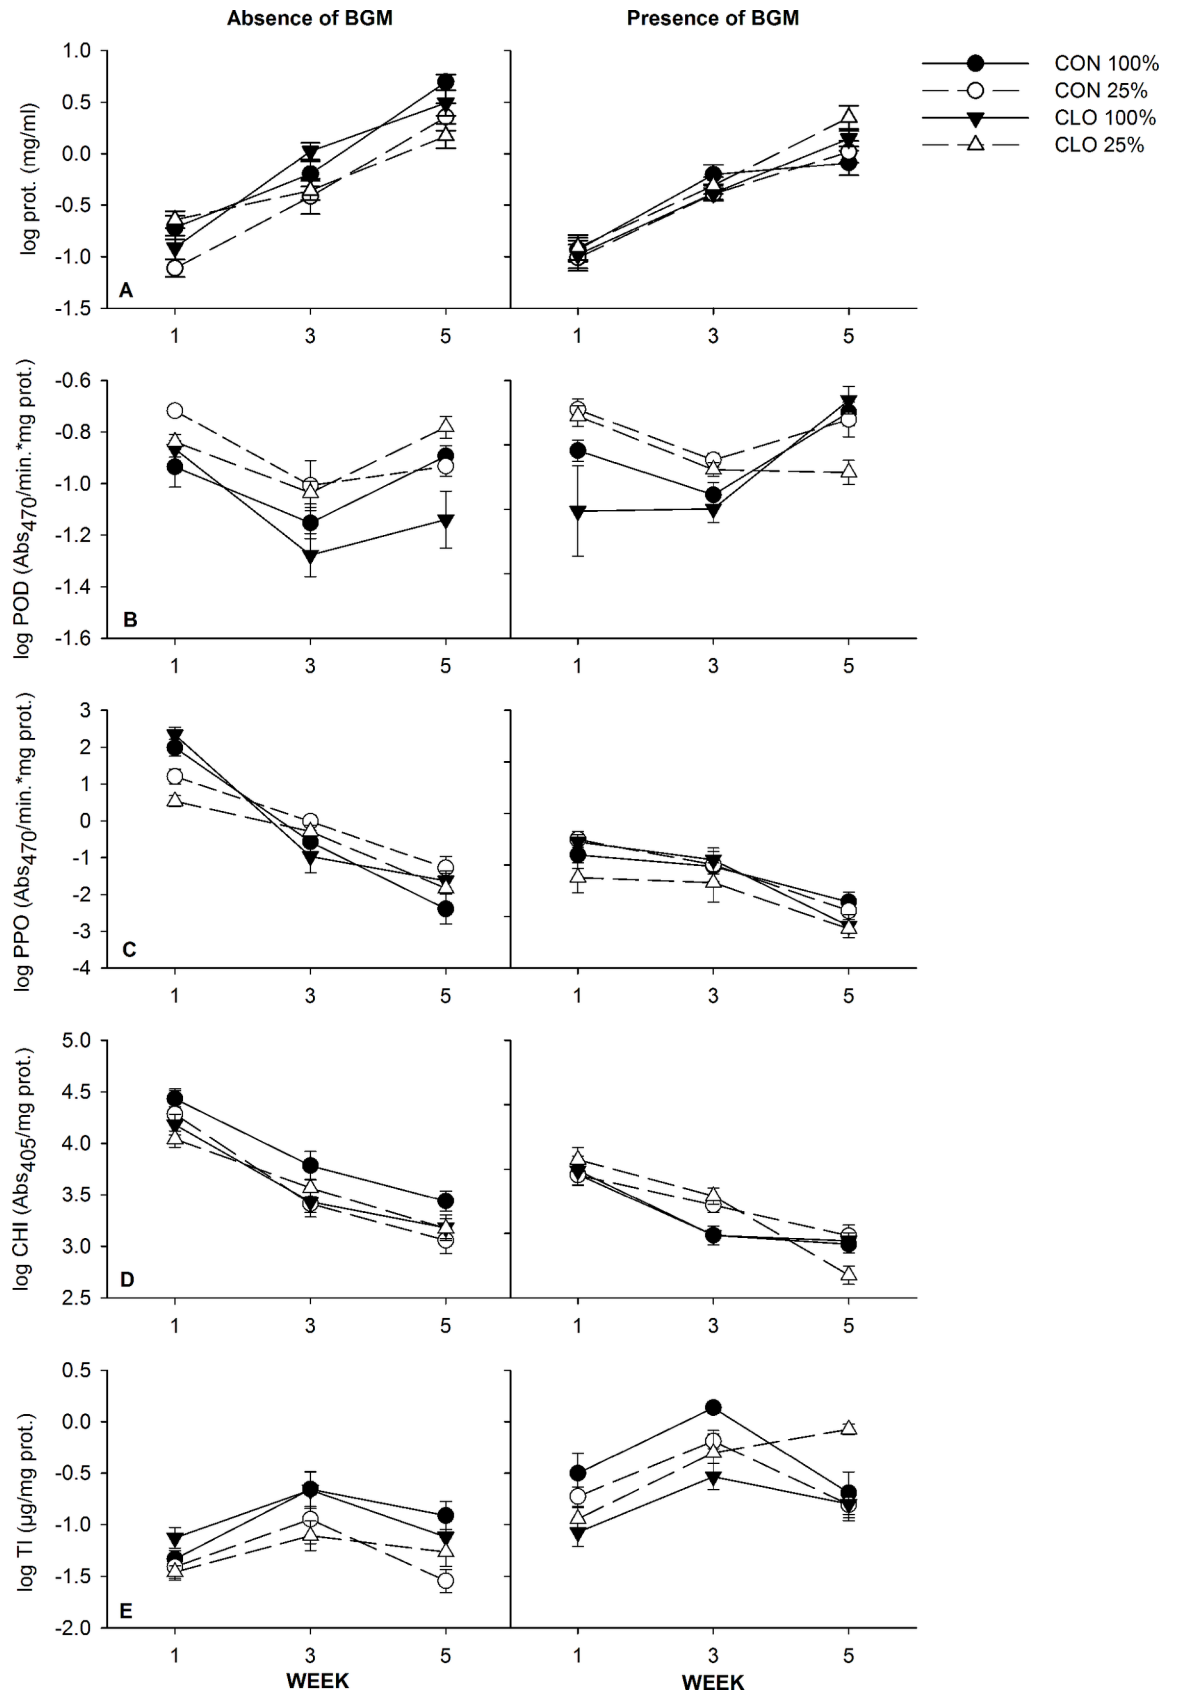 Absence of BGM
Presence of BGM
CON 100%
CON 25%
CLO 100%
CLO 25%
log prot. (mg/ml)
1.0
0.5
0.0
-0.5
-1.0
-1.5
A
1 3 5
1 3 5
log POD (Abs470/min.*mg prot.)
-0.6
-0.8
-1.0
-1.2
-1.4
-1.6
B
1 3 5
1 3 5
log PPO (Abs470/min.*mg prot.)
3
2
1
0
-1
-2
-3
-4
C
1 3 5
1 3 5
log CHI (Abs405/mg prot.)
5.0
4.5
4.0
3.5
3.0
2.5
D
1 3 5
1 3 5
log TI (µg/mg prot.)
0.5
0.0
-0.5
-1.0
-1.5
-2.0
E
1 3 5
1 3 5
WEEK
WEEK